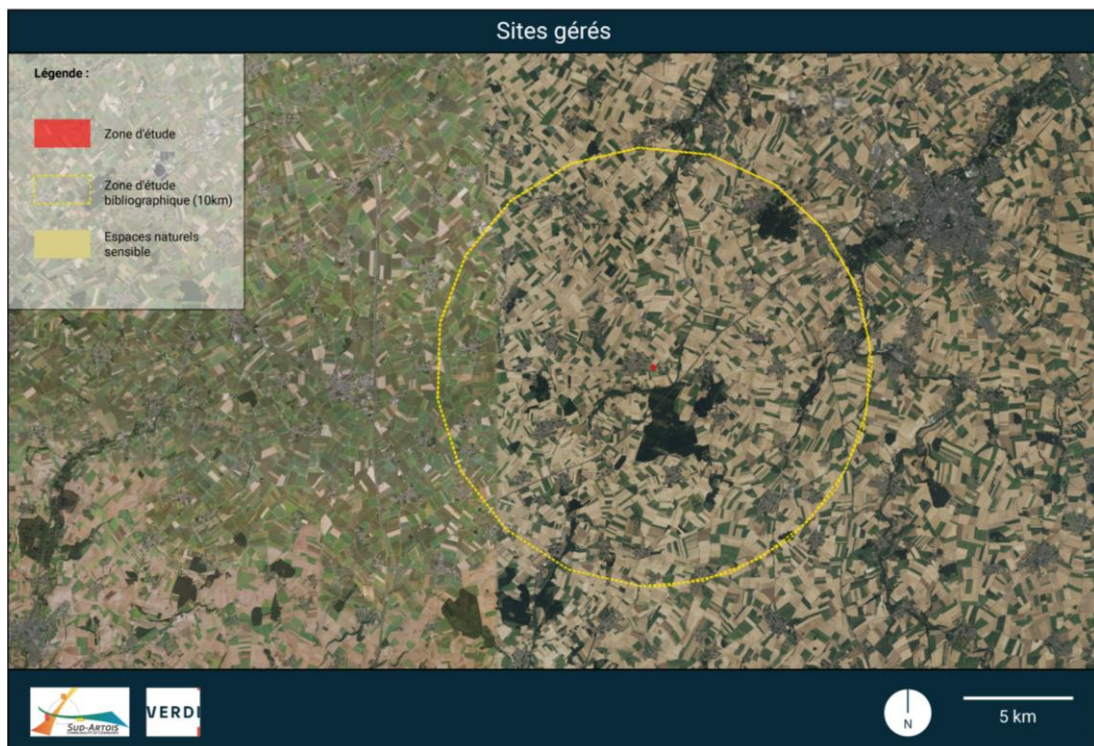 Sites gérés
Légende :
Zone d'étude
Zone d'étude
bibliographique (10km)
Espaces naturels
sensible
SUD-ARTOIS
VERDI
N
5 km